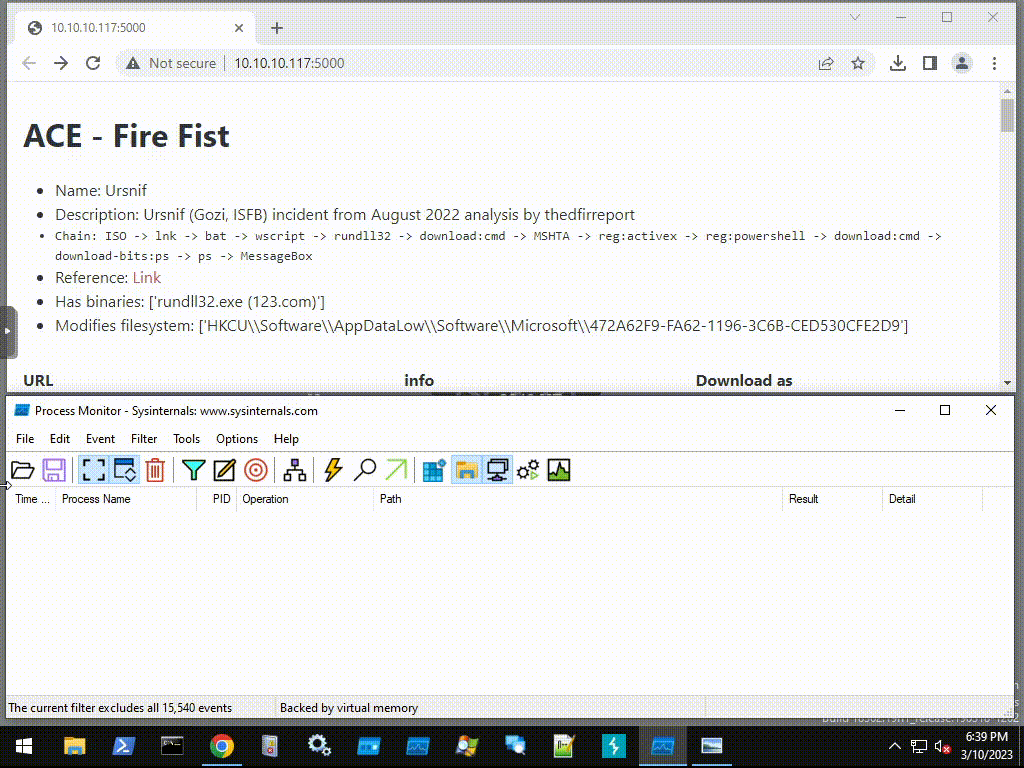 10.10.10.117:5000
Not secure | 10.10.10.117:5000
ACE - Fire Fist
• Name: Ursnif
• Description: Ursnif (Gozi, ISFB) incident from August 2022 analysis by thedfirreport
• Chain: ISO -> lnk -> bat -> wscript -> rundll32 -> download:cmd -> MSHTA -> reg:activex -> reg:powershell -> download:cmd ->
download-bits:ps -> ps -> MessageBox
• Reference: Link
• Has binaries: ['rundll32.exe (123.com)']
• Modifies filesystem: ['HKCU\\Software\\AppDataLow\\Software\\Microsoft\\472A62F9-FA62-1196-3C6B-CED530CFE2D9']
URL info Download as
Process Monitor - Sysinternals: www.sysinternals.com
File Edit Event Filter Tools Options Help
Time ... Process Name PID Operation Path Result Detail
The current filter excludes all 15,540 events Backed by virtual memory
6:39 PM
3/10/2023